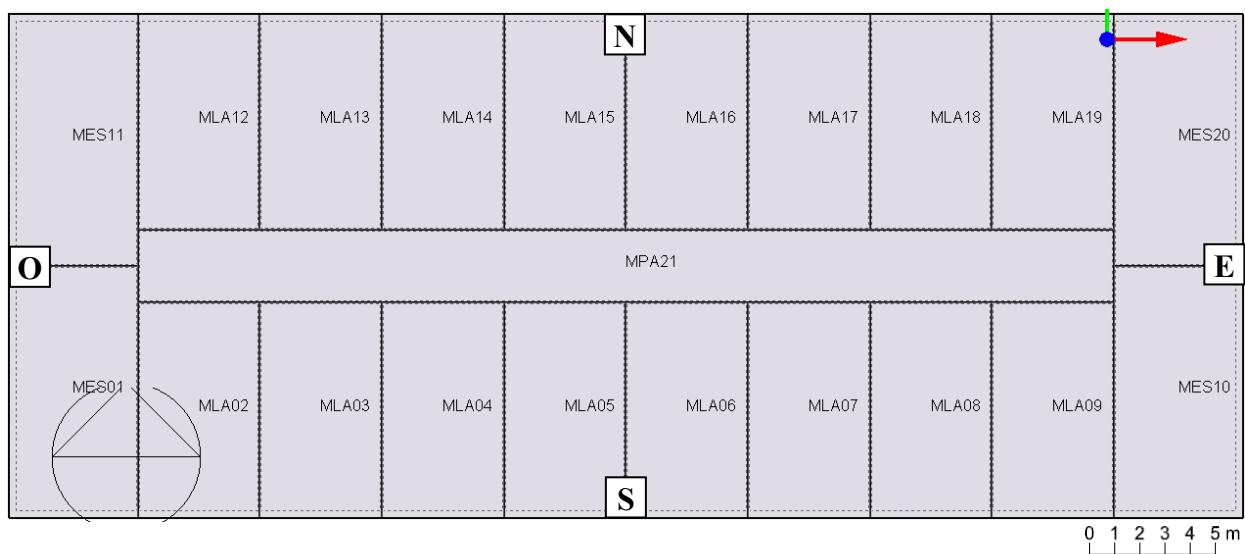 N
MLA12 MLA13 MLA14 MLA15 MLA16 MLA17 MLA18 MLA19
MES11 MES20
O MPA21 E
MES01 MES10
MLA02 MLA03 MLA04 MLA05 MLA06 MLA07 MLA08 MLA09
S
0 1 2 3 4 5 m